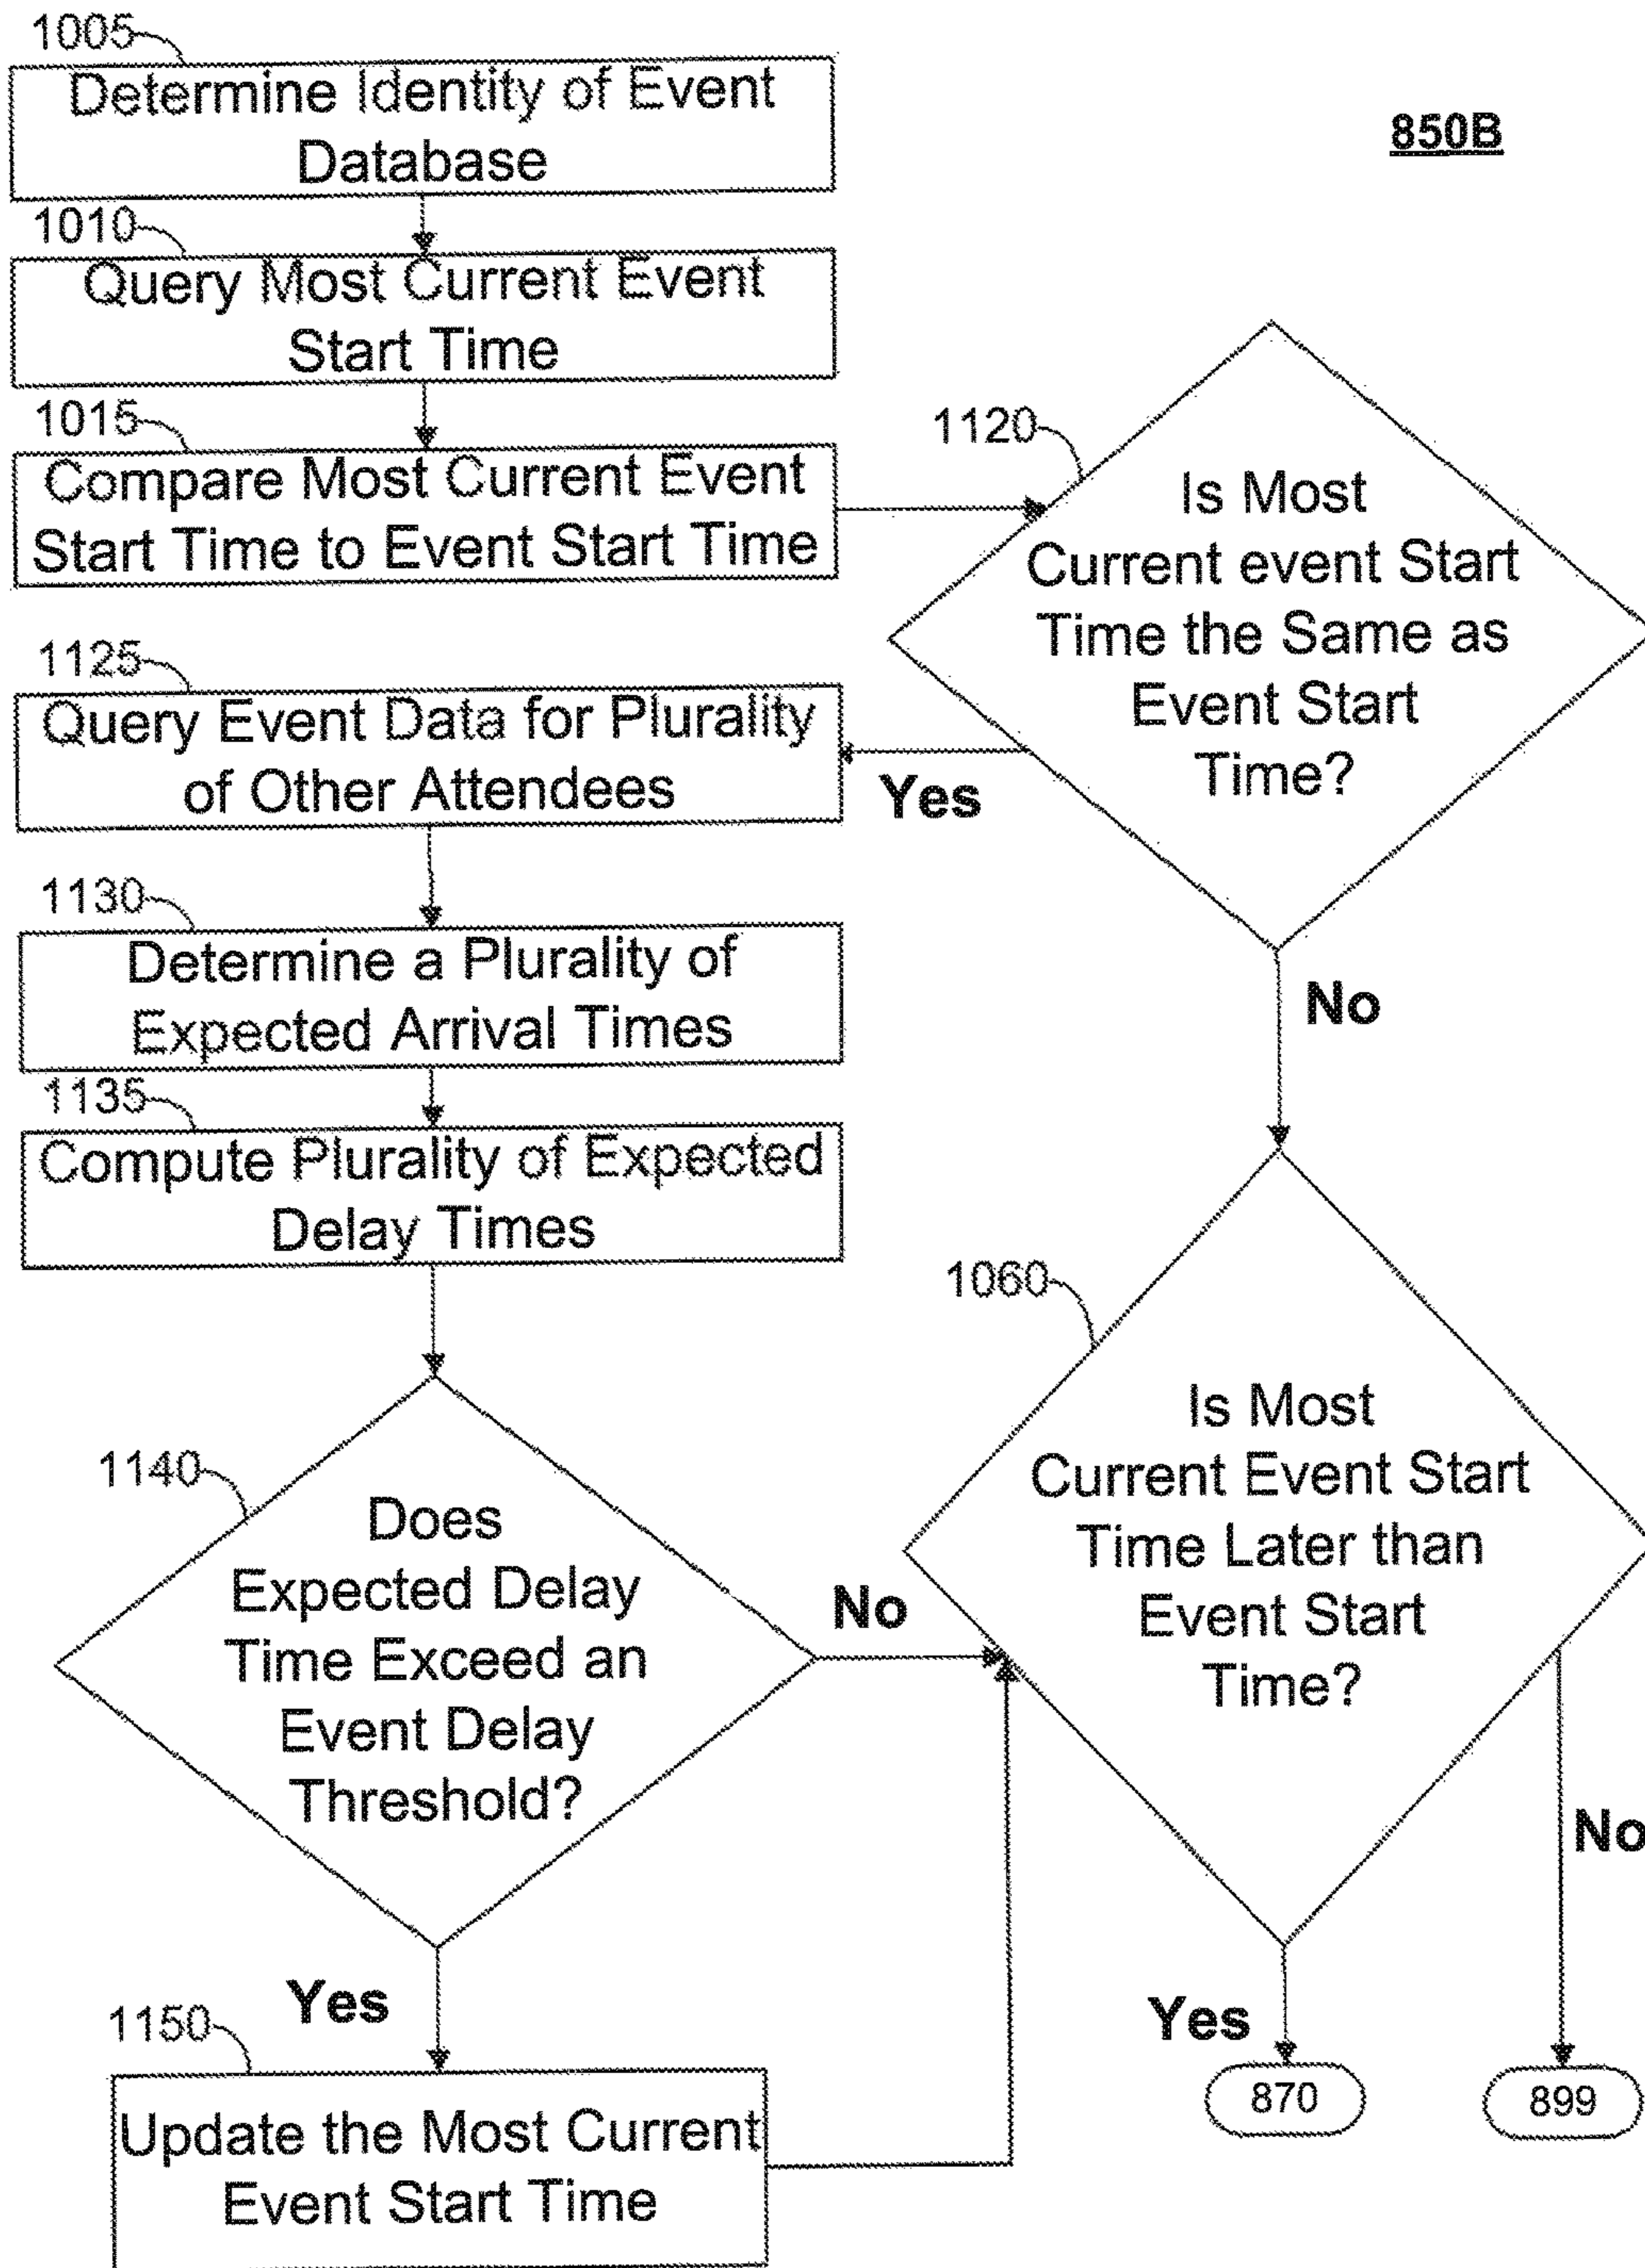 1005
Determine Identity of Event
Database
850B
1010
Query Most Current Event
Start Time
1015
Compare Most Current Event
Start Time to Event Start Time
1120
Is Most
Current event Start
Time the Same as
Event Start
Time?
Yes
No
1125
Query Event Data for Plurality
of Other Attendees
1130
Determine a Plurality of
Expected Arrival Times
1135
Compute Plurality of Expected
Delay Times
1140
Does
Expected Delay
Time Exceed an
Event Delay
Threshold?
No
Yes
1150
Update the Most Current
Event Start Time
1060
Is Most
Current Event Start
Time Later than
Event Start
Time?
Yes
No
870
899